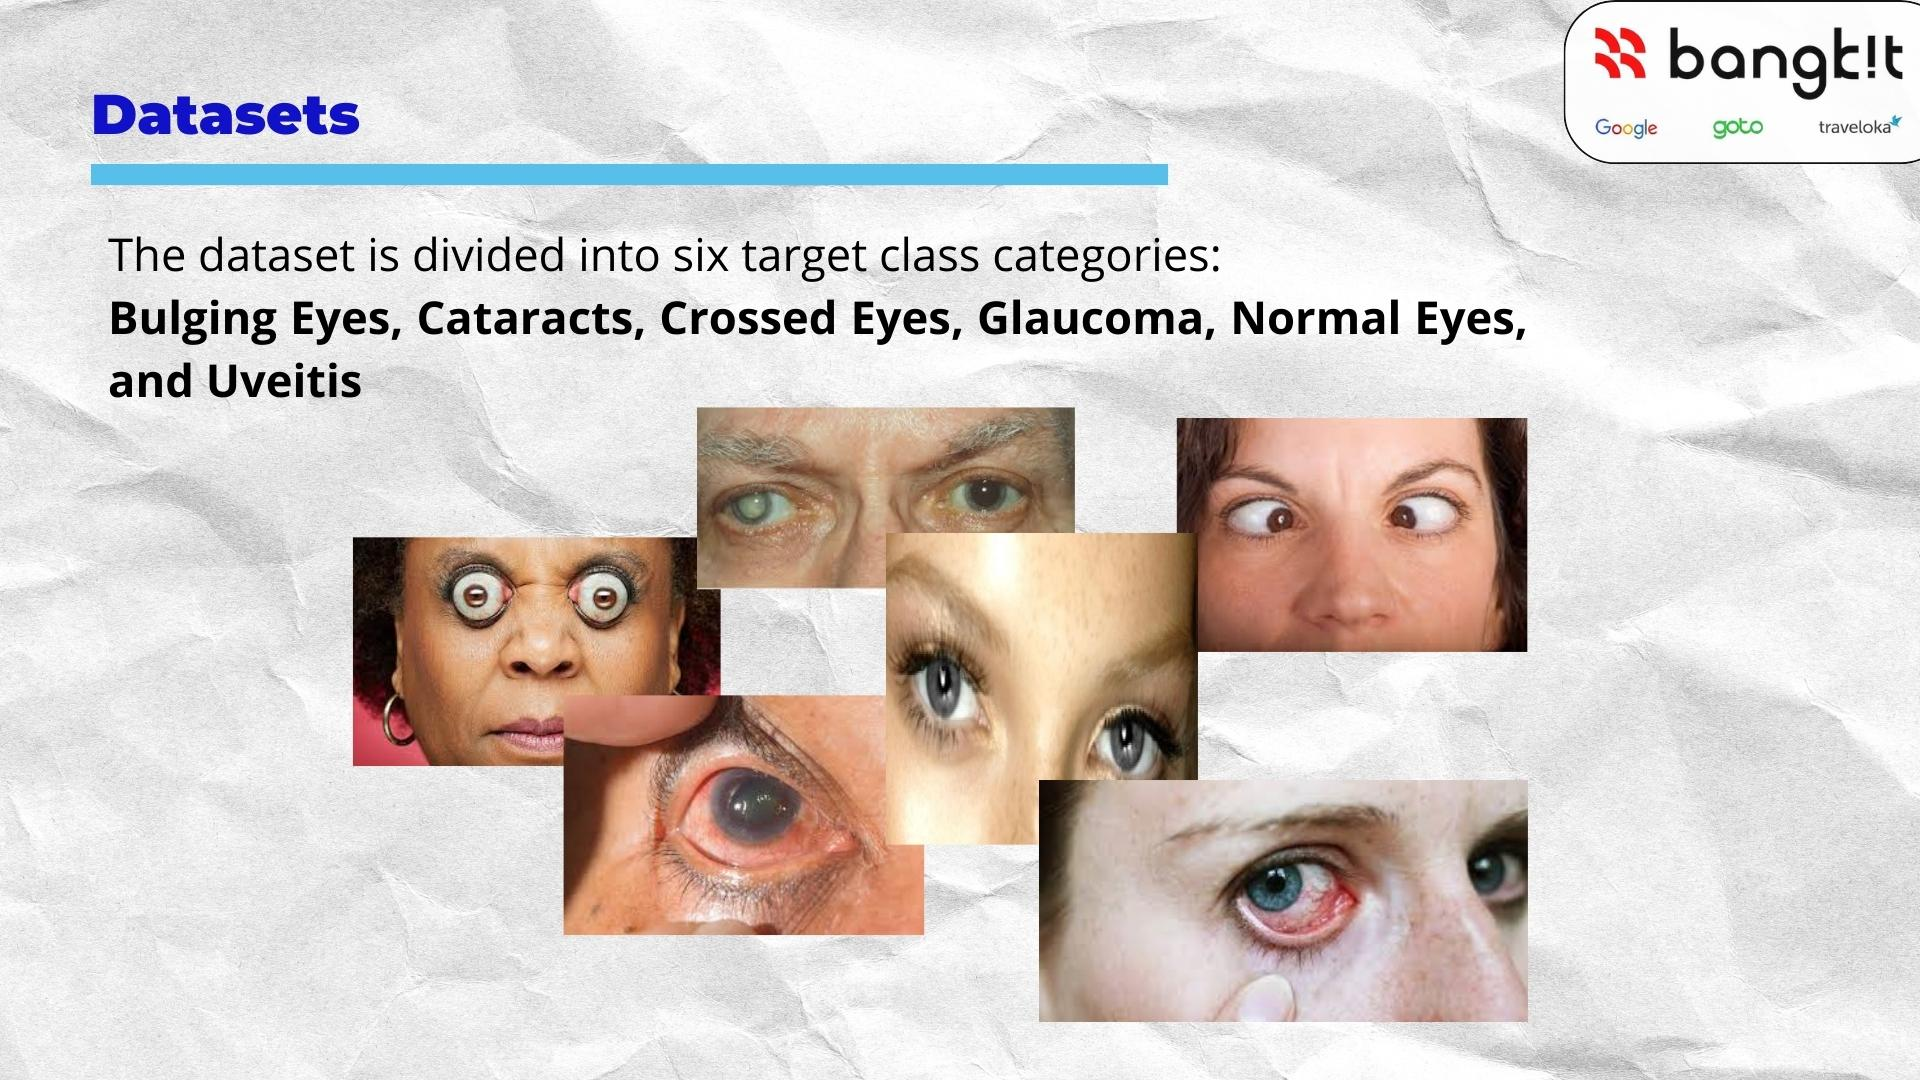 bangk!t
Google goto traveloka
Datasets
The dataset is divided into six target class categories:
Bulging Eyes, Cataracts, Crossed Eyes, Glaucoma, Normal Eyes,
and Uveitis